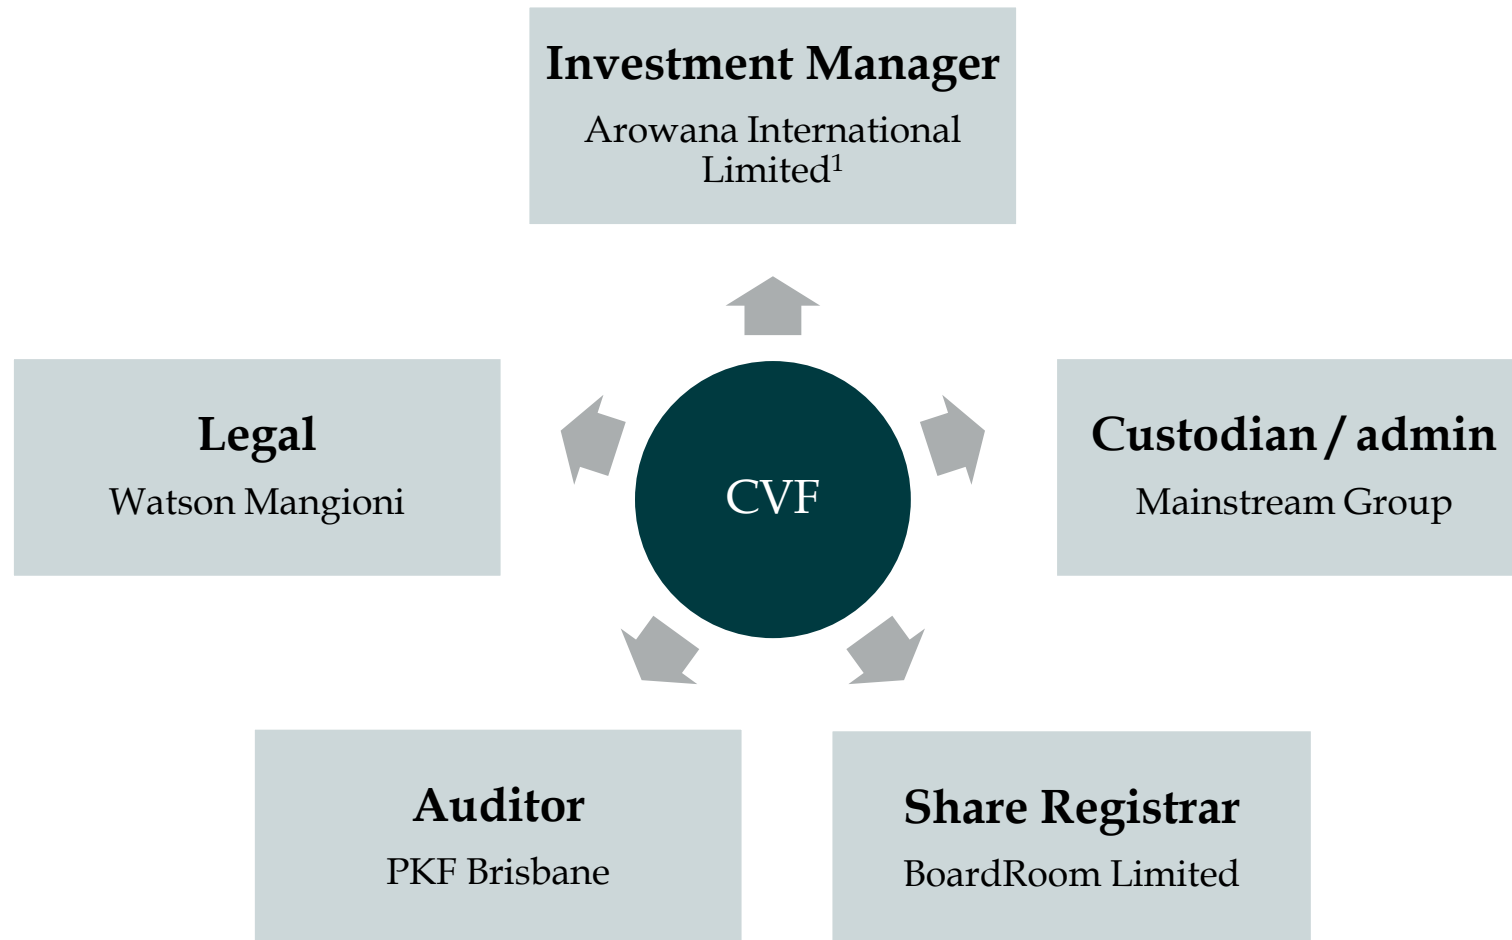 Investment Manager
Arowana International
Limited¹
Legal
Watson Mangioni
CVF
Custodian / admin
Mainstream Group
Auditor
PKF Brisbane
Share Registrar
BoardRoom Limited